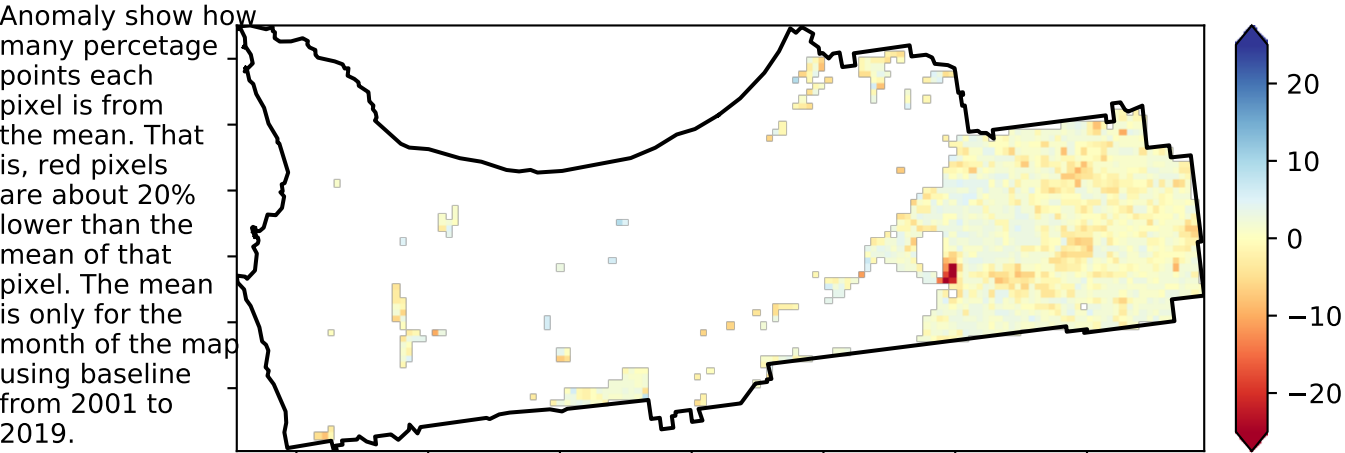 Anomaly show how
many percetage
points each
pixel is from
the mean. That
is, red pixels
are about 20%
lower than the
mean of that
pixel. The mean
is only for the
month of the map
using baseline
from 2001 to
2019.
20
10
0
−10
−20